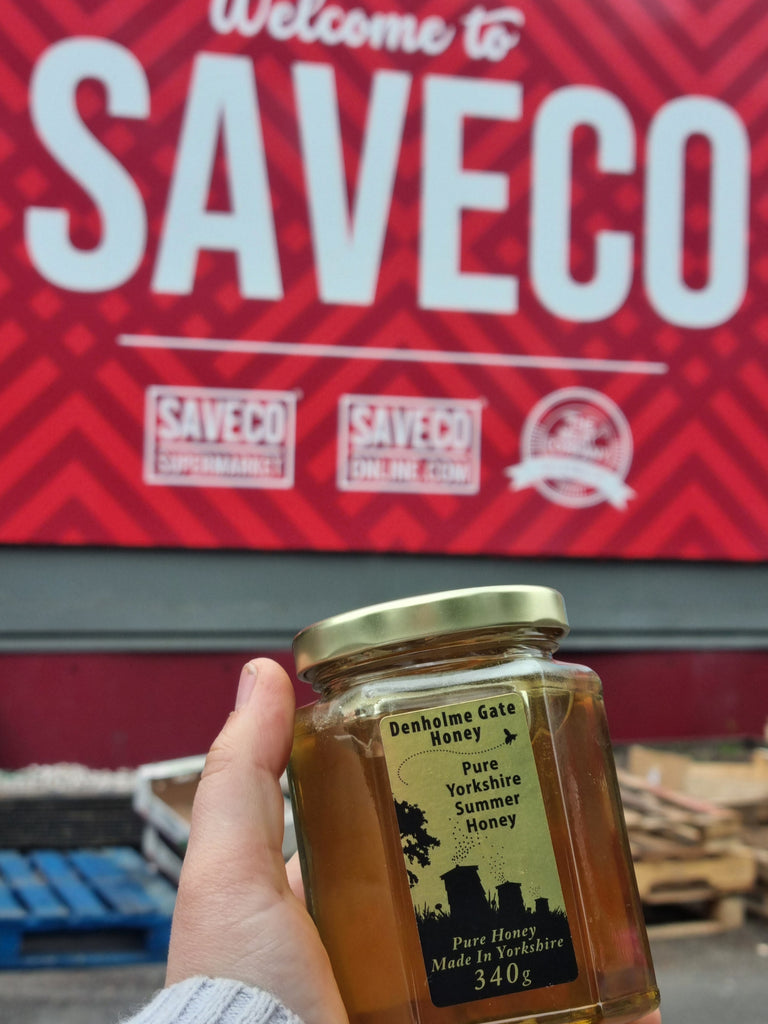 Welcome to
SAVECO
SAVECO
SUPERMARKET
SAVECO
ONLINE.COM
Denholme Gate
Honey
Pure
Yorkshire
Summer
Honey
Pure Honey
Made In Yorkshire
340g